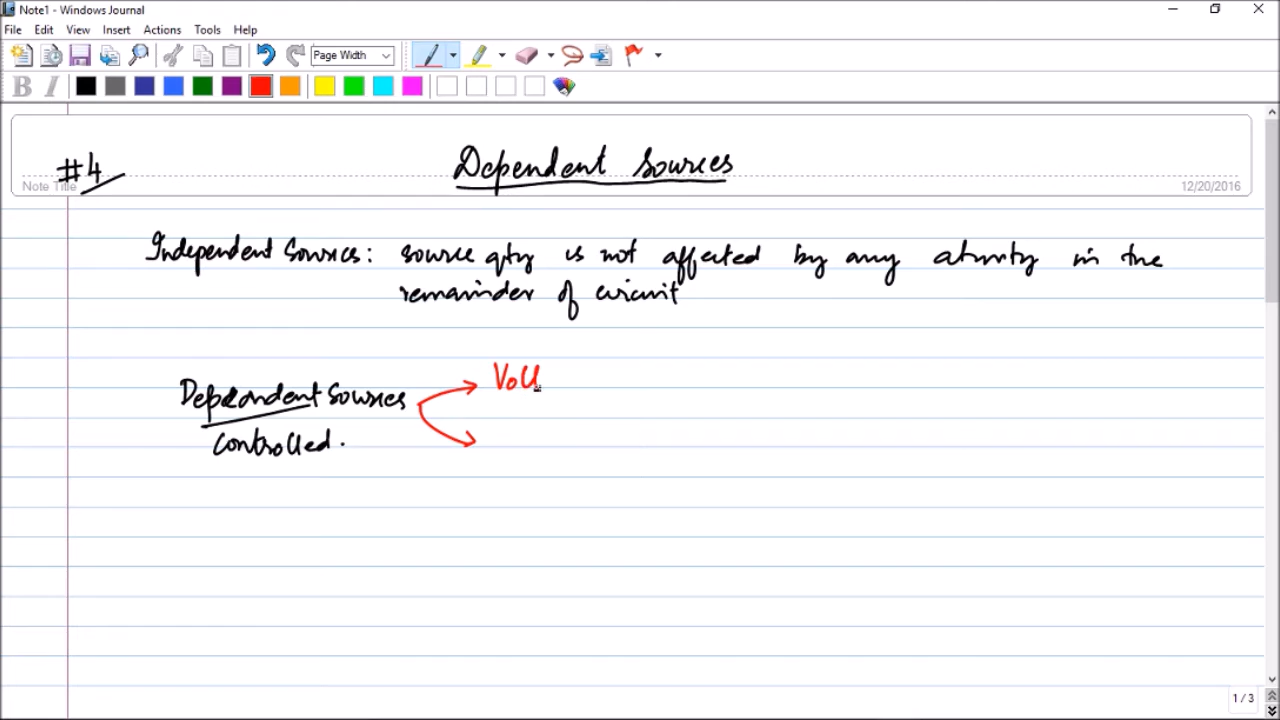 Note1 - Windows Journal
File Edit View Insert Actions Tools Help
Page Width
B I
#4
Dependent Sources
Note Title
12/20/2016
Independent Sources: source qty is not affected by any activity in the
remainder of circuit
Dependent Sources
Volt
controlled.
1 / 3